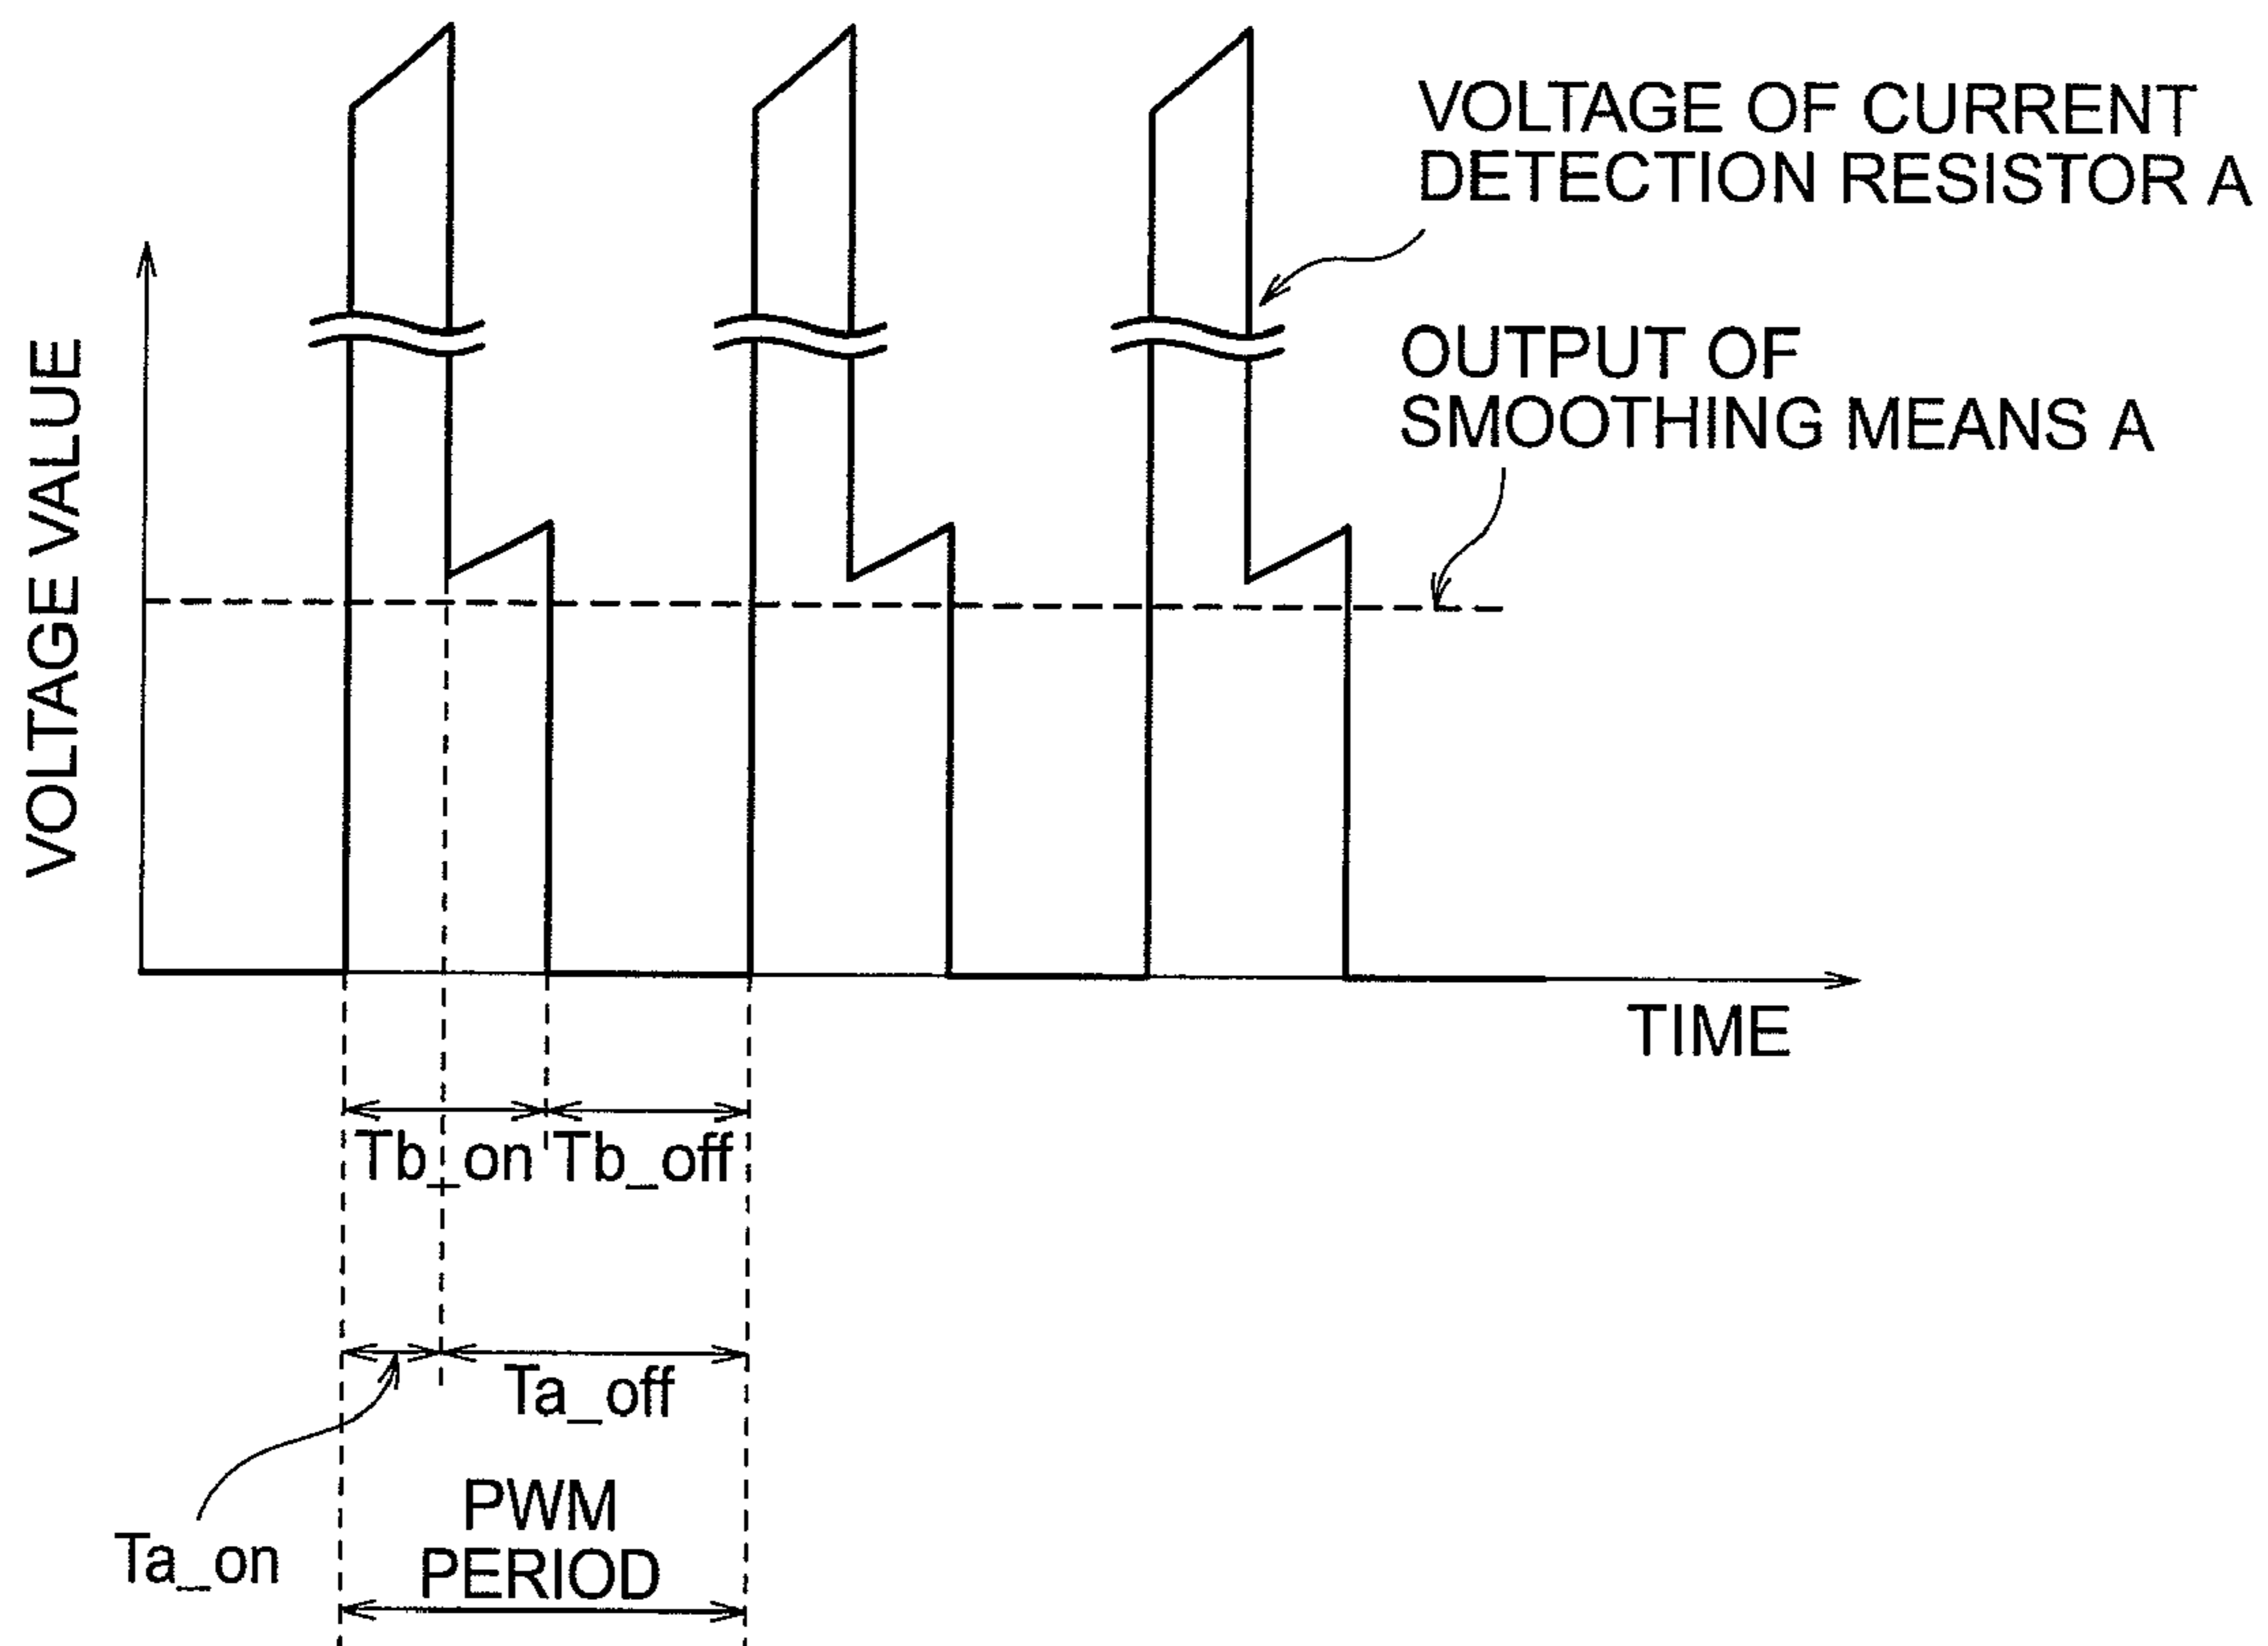 VOLTAGE OF CURRENT
DETECTION RESISTOR A
OUTPUT OF
SMOOTHING MEANS A
VOLTAGE VALUE
TIME
Tb_on
Tb_off
Ta_off
Ta_on
PWM
PERIOD